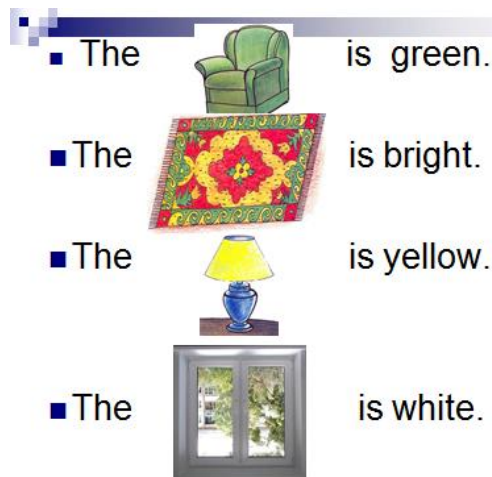 The is green.
The is bright.
The is yellow.
The is white.